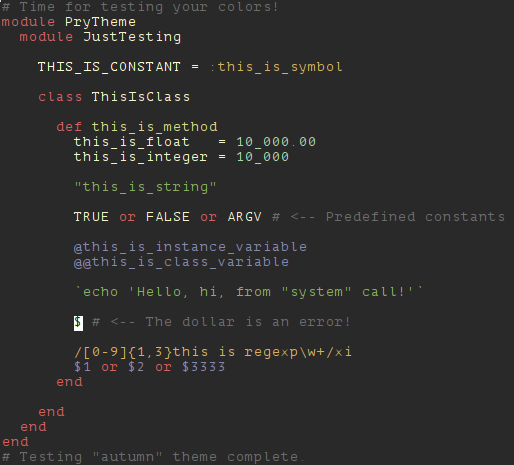 # Time for testing your colors!
module PryTheme
  module JustTesting
    THIS_IS_CONSTANT = :this_is_symbol
    class ThisIsClass
      def this_is_method
        this_is_float   = 10_000.00
        this_is_integer = 10_000
        "this_is_string"
        TRUE or FALSE or ARGV # <-- Predefined constants
        @this_is_instance_variable
        @@this_is_class_variable
        `echo 'Hello, hi, from "system" call!'`
        $ # <-- The dollar is an error!
        /[0-9]{1,3}this is regexp\w+/xi
        $1 or $2 or $3333
      end
    end
  end
end
# Testing "autumn" theme complete.